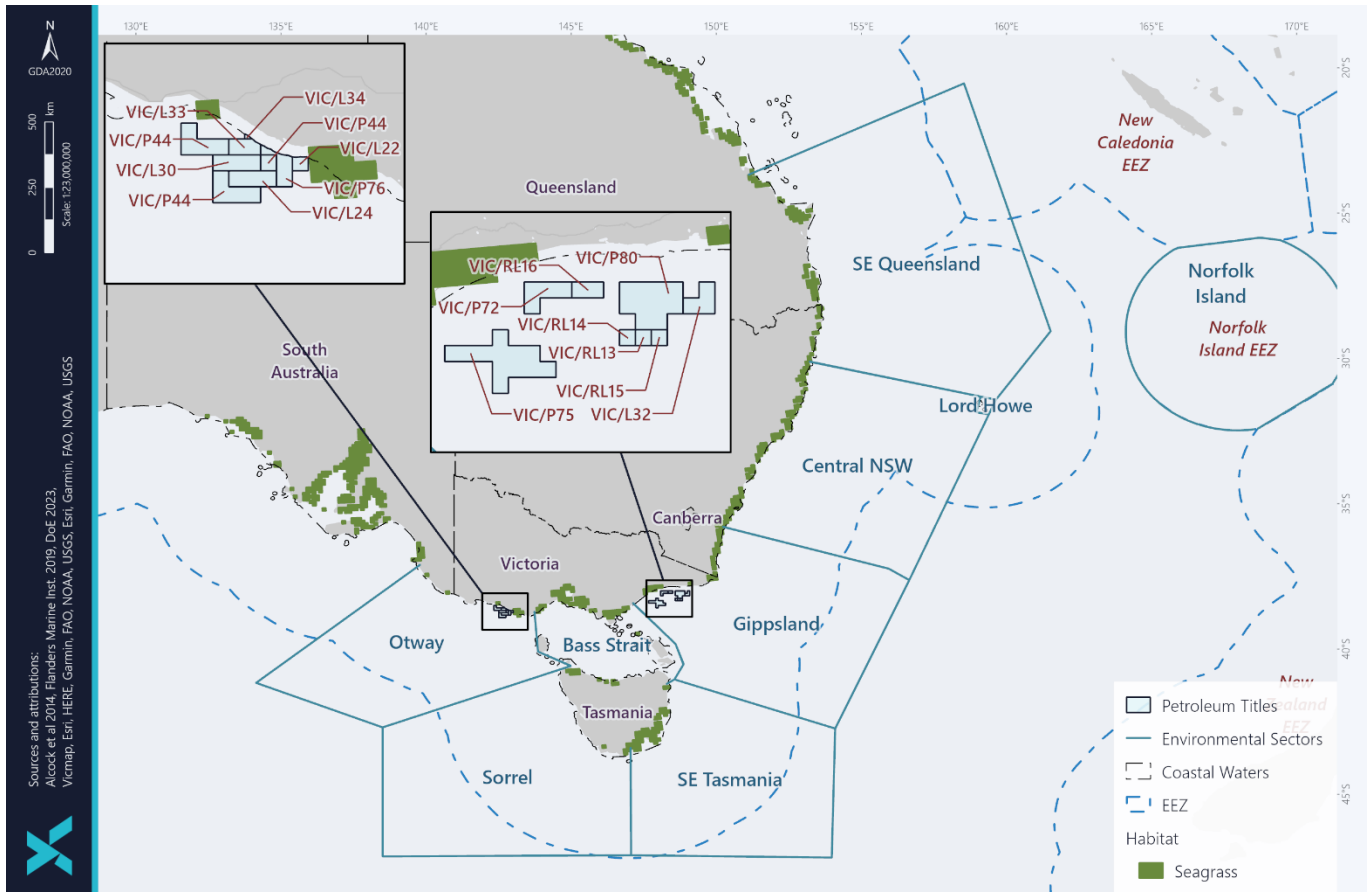 130°E
135°E
140°E
145°E
150°E
155°E
160°E
165°E
170°E
N
GDA2020
500
250
0
km
Scale: 1:23,000,000
VIC/L33
VIC/L34
VIC/P44
VIC/P44
VIC/L22
VIC/L30
VIC/P76
VIC/P44
VIC/L24
VIC/RL16
VIC/P80
VIC/P72
VIC/RL14
VIC/RL13
VIC/RL15
VIC/P75
VIC/L32
20°S
25°S
30°S
35°S
40°S
45°S
Queensland
South
Australia
Canberra
Victoria
Tasmania
New
Caledonia
EEZ
SE Queensland
Norfolk
Island
Norfolk
Island EEZ
Lord Howe
Central NSW
Gippsland
Otway
Bass Strait
Sorrel
SE Tasmania
New
Zealand
EEZ
Petroleum Titles
Environmental Sectors
Coastal Waters
EEZ
Habitat
Seagrass
Sources and attributions:
Alcock et al 2014, Flanders Marine Inst. 2019, DoE 2023,
Vicmap, Esri, HERE, Garmin, FAO, NOAA, USGS, Esri, Garmin, FAO, NOAA, USGS